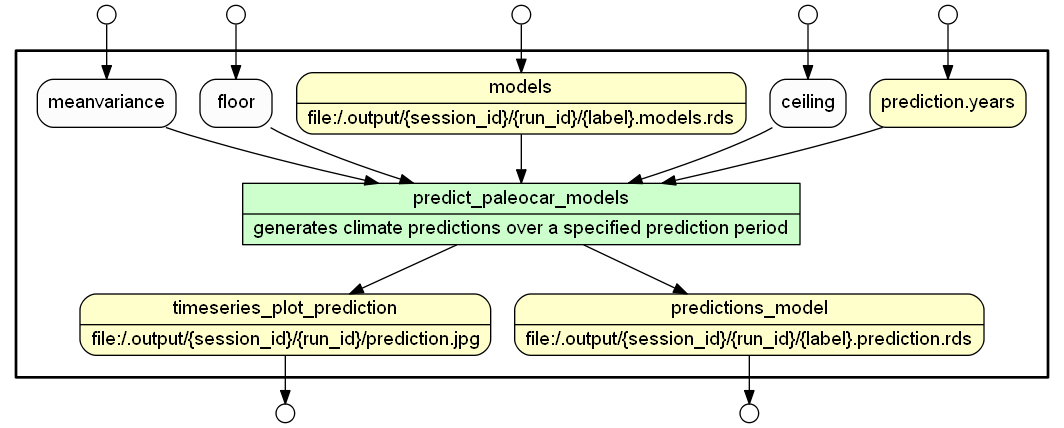 models
meanvariance
floor
ceiling
prediction.years
file:/.output/{session_id}/{run_id}/{label}.models.rds
predict_paleocar_models
generates climate predictions over a specified prediction period
timeseries_plot_prediction
file:/.output/{session_id}/{run_id}/prediction.jpg
predictions_model
file:/.output/{session_id}/{run_id}/{label}.prediction.rds